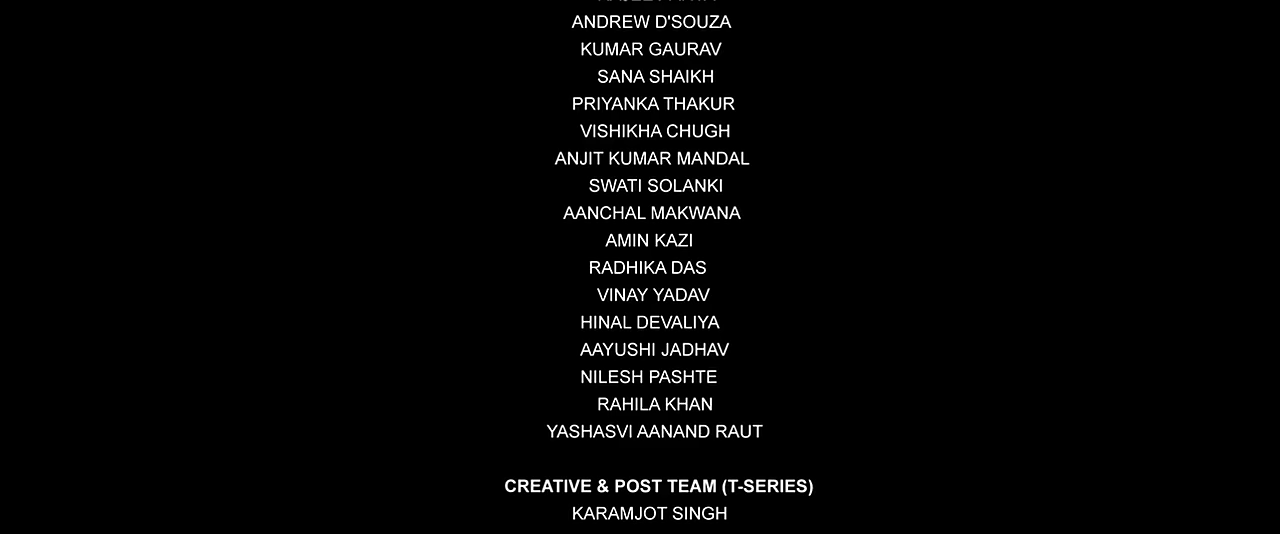 ANDREW D'SOUZA
KUMAR GAURAV
SANA SHAIKH
PRIYANKA THAKUR
VISHIKHA CHUGH
ANJIT KUMAR MANDAL
SWATI SOLANKI
AANCHAL MAKWANA
AMIN KAZI
RADHIKA DAS
VINAY YADAV
HINAL DEVALIYA
AAYUSHI JADHAV
NILESH PASHTE
RAHILA KHAN
YASHASVI AANAND RAUT
CREATIVE & POST TEAM (T-SERIES)
KARAMJOT SINGH